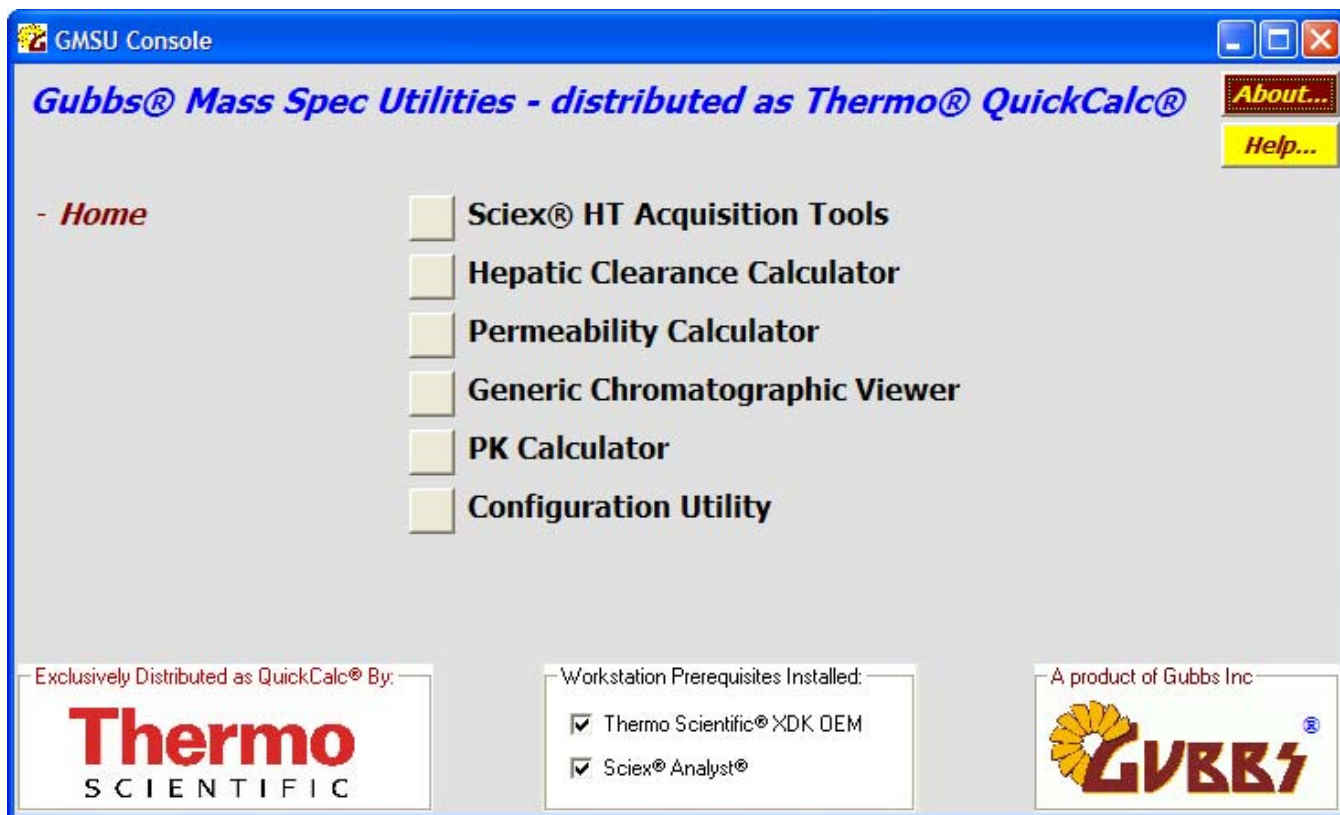 GMSU Console
Gubbs® Mass Spec Utilities - distributed as Thermo® QuickCalc®
About...
Help...
- Home
Sciex® HT Acquisition Tools
Hepatic Clearance Calculator
Permeability Calculator
Generic Chromatographic Viewer
PK Calculator
Configuration Utility
Exclusively Distributed as QuickCalc® By:
Thermo
SCIENTIFIC
Workstation Prerequisites Installed:
Thermo Scientific® XDK OEM
Sciex® Analyst®
A product of Gubbs Inc
GUBBS®